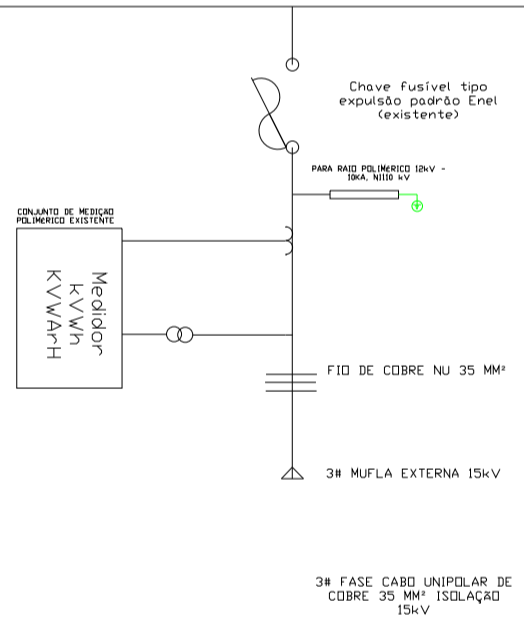 Chave fusível tipo
expulsão padrão Enel
(existente)
PARA RAIO POLIMéRICO 12kV -
10KA, NI110 kV
CONJUNTO DE MEDIÇÃO
POLIMéRICO EXISTENTE
Medidor
kVWh
KVWArH
FIO DE COBRE NU 35 MM²
3# MUFLA EXTERNA 15kV
3# FASE CABO UNIPOLAR DE
COBRE 35 MM² ISOLAÇÃO
15kV